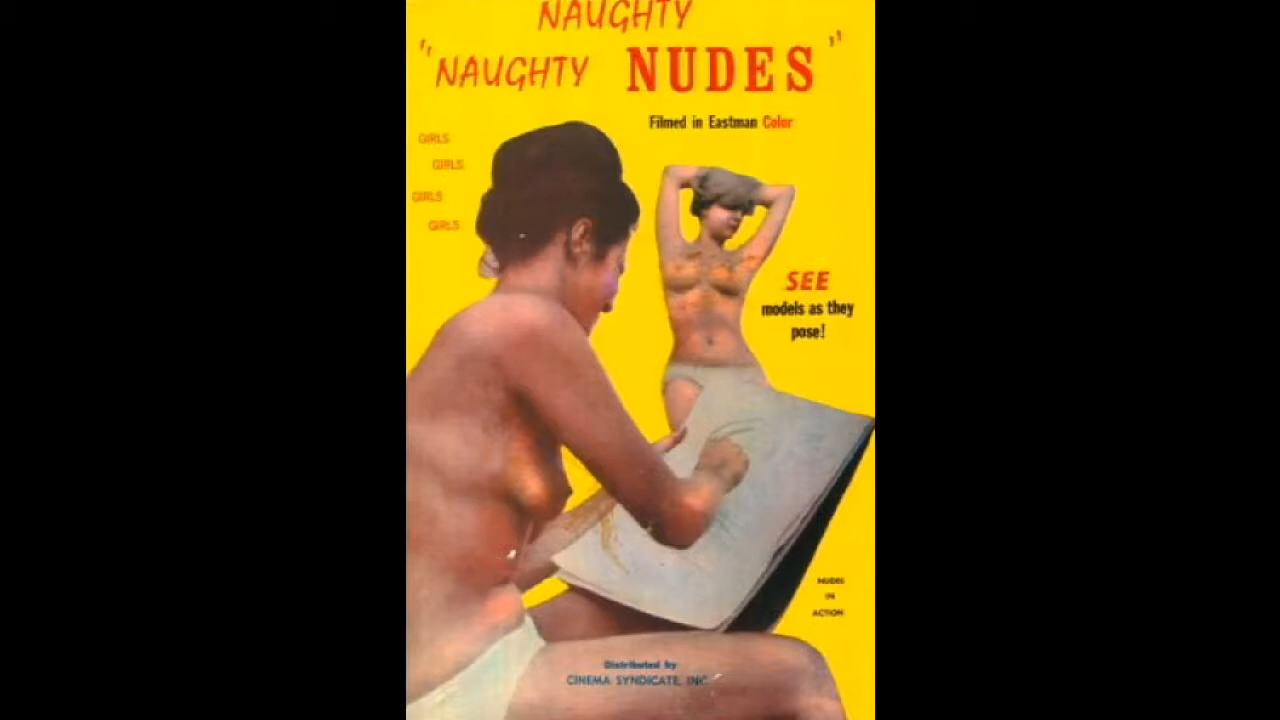 NAUGHTY
"NAUGHTY NUDES"
Filmed in Eastman Color
GIRLS
GIRLS
GIRLS
GIRLS
SEE
models as they
pose!
NUDES
IN
ACTION
Distributed by
CINEMA SYNDICATE, INC.